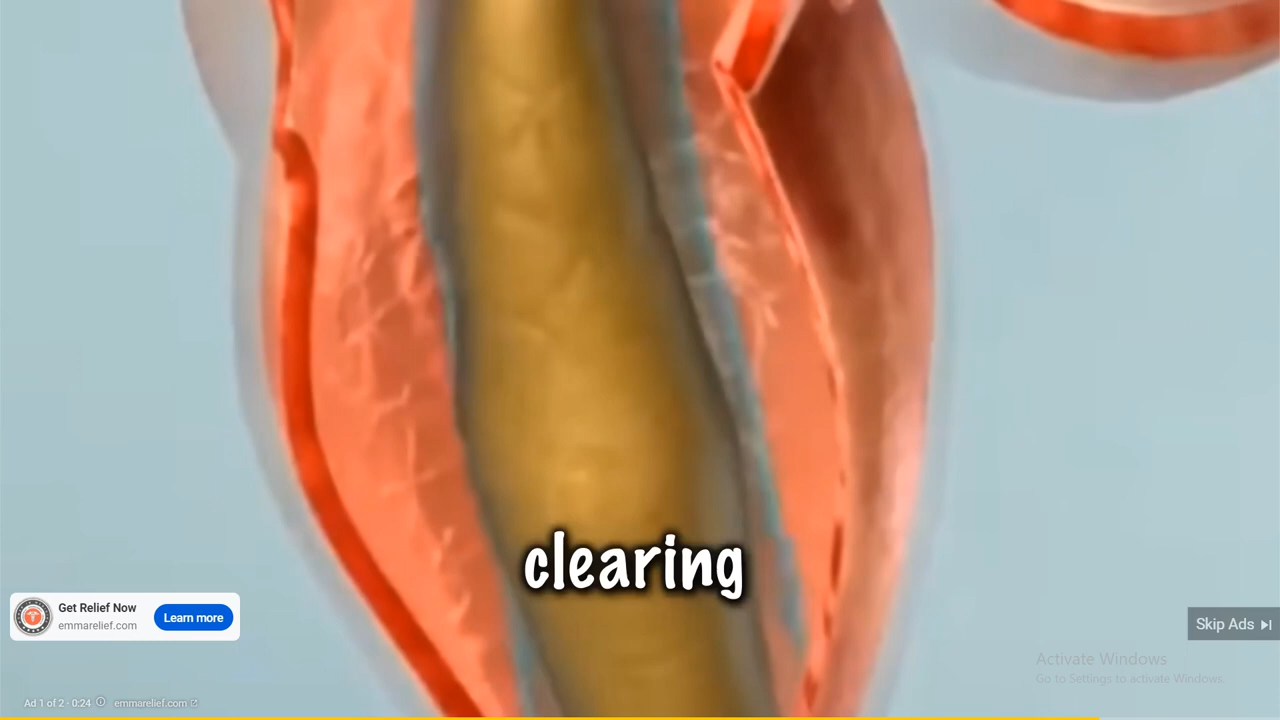 clearing
Get Relief Now
emmarelief.com
Learn more
Skip Ads
Activate Windows
Go to Settings to activate Windows.
Ad 1 of 2 · 0:24
emmarelief.com